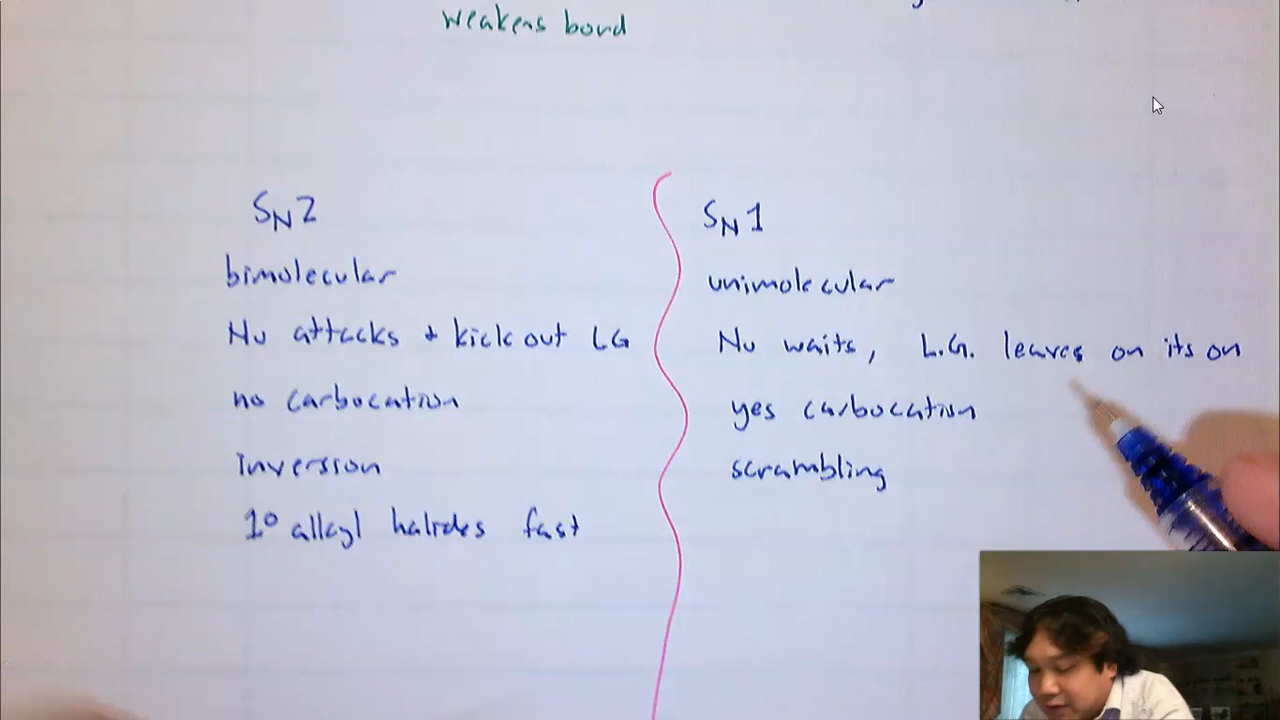 weakens bond
SN2
bimolecular
Nu attacks + kick out LG
no carbocation
inversion
1° alkyl halides fast
SN1
unimolecular
Nu waits, L.G. leaves on its on
yes carbocation
scrambling